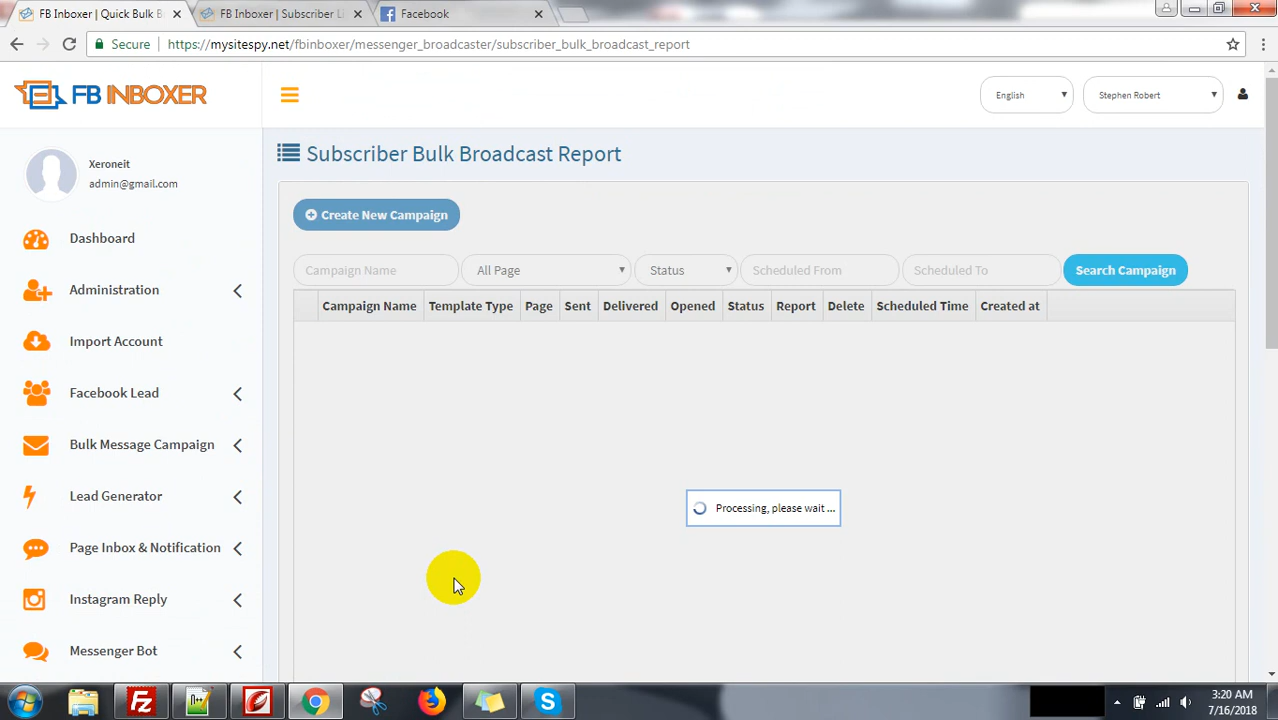 FB Inboxer | Quick Bulk B
FB Inboxer | Subscriber Li
Facebook
Secure
https://mysitespy.net/fbinboxer/messenger_broadcaster/subscriber_bulk_broadcast_report
FB INBOXER
English
Stephen Robert
Xeroneit
admin@gmail.com
Dashboard
Administration
Import Account
Facebook Lead
Bulk Message Campaign
Lead Generator
Page Inbox & Notification
Instagram Reply
Messenger Bot
Subscriber Bulk Broadcast Report
Create New Campaign
Campaign Name
All Page
Status
Scheduled From
Scheduled To
Search Campaign
Campaign Name Template Type Page Sent Delivered Opened Status Report Delete Scheduled Time Created at
Processing, please wait ...
3:20 AM
7/16/2018